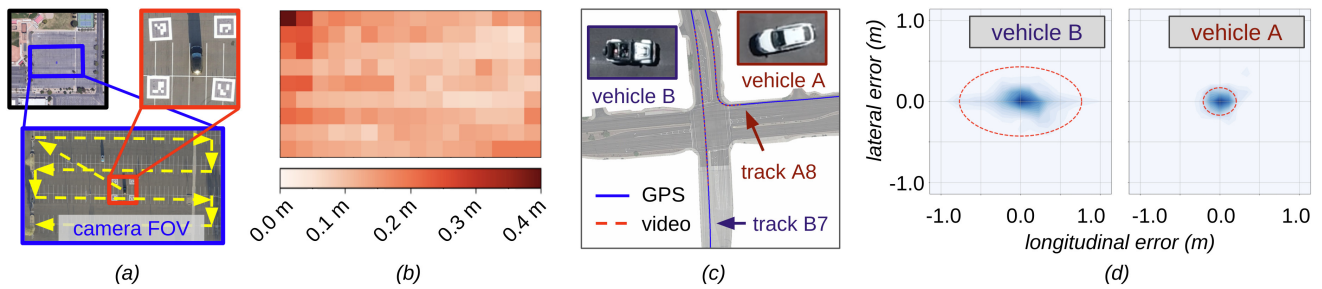 camera FOV
(a)
0.0 m
0.1 m
0.2 m
0.3 m
0.4 m
(b)
vehicle B
vehicle A
track A8
GPS
video
track B7
(c)
lateral error (m)
1.0
0.0
-1.0
vehicle B
vehicle A
-1.0 0.0 1.0 -1.0 0.0 1.0
longitudinal error (m)
(d)